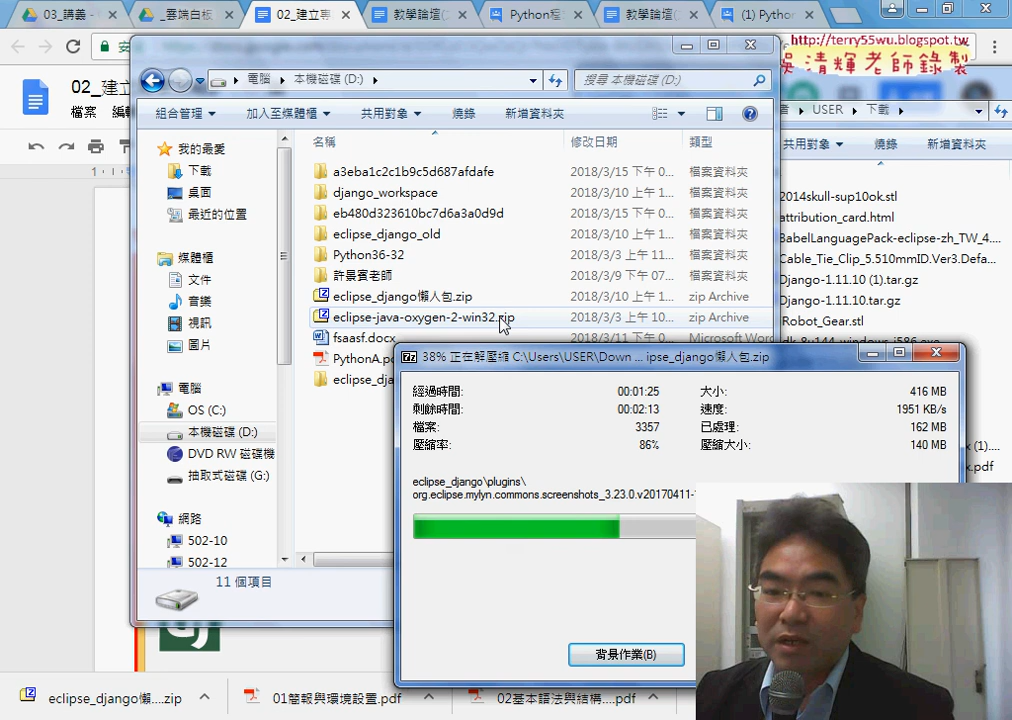 03_講義 -
_雲端白板
02_建立專
教學論壇(2
Python程
教學論壇(2
(1) Python
http://terry55wu.blogspot.tw
吳清輝老師錄製
安
02_建立
檔案 編輯
電腦 本機磁碟 (D:)
搜尋 本機磁碟 (D:)
USER 下載
組合管理 加入至媒體櫃 共用對象 燒錄 新增資料夾
共用對象 燒錄 新增資料夾
名稱 修改日期 類型
我的最愛
下載
桌面
最近的位置
媒體櫃
文件
音樂
視訊
圖片
電腦
OS (C:)
本機磁碟 (D:)
DVD RW 磁碟機
抽取式磁碟 (G:)
網路
502-10
502-12
a3eba1c2c1b9c5d687afdafe 2018/3/15 下午 0... 檔案資料夾
django_workspace 2018/3/15 下午 0... 檔案資料夾
eb480d323610bc7d6a3a0d9d 2018/3/15 下午 0... 檔案資料夾
eclipse_django_old 2018/3/10 上午 1... 檔案資料夾
Python36-32 2018/3/3 上午 11... 檔案資料夾
許景賓老師 2018/3/9 下午 07... 檔案資料夾
eclipse_django懶人包.zip 2018/3/10 上午 1... zip Archive
eclipse-java-oxygen-2-win32.zip 2018/3/3 上午 10... zip Archive
fsaasf.docx 2018/3/11 下午 0... Microsoft Word
PythonA.pd
eclipse_dja
11 個項目
2014skull-sup10ok.stl
attribution_card.html
BabelLanguagePack-eclipse-zh_TW_4....
Cable_Tie_Clip_5.510mmID.Ver3.Defa...
Django-1.11.10 (1).tar.gz
Django-1.11.10.tar.gz
Robot_Gear.stl
jdk-8u144-windows-i586.exe
x (1)....
x.pdf
38% 正在解壓縮 C:\Users\USER\Down ... ipse_django懶人包.zip
經過時間: 00:01:25 大小: 416 MB
剩餘時間: 00:02:13 速度: 1951 KB/s
檔案: 3357 已處理: 162 MB
壓縮率: 86% 壓縮大小: 140 MB
eclipse_django\plugins\
org.eclipse.mylyn.commons.screenshots_3.23.0.v20170411-
背景作業(B)
eclipse_django懶....zip
01簡報與環境設置.pdf
02基本語法與結構....pdf